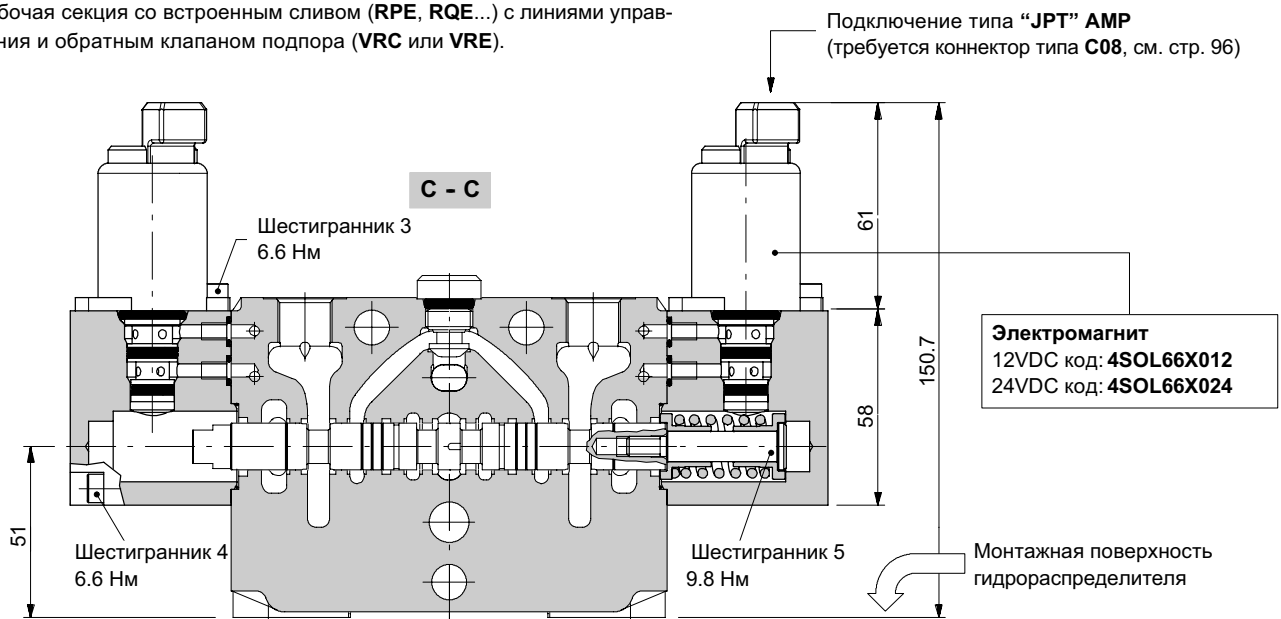 бочая секция со встроенным сливом (RPE, RQE...) с линиями управ-
ния и обратным клапаном подпора (VRC или VRE).
Подключение типа “JPT” AMP
(требуется коннектор типа C08, см. стр. 96)
C - C
Шестигранник 3
6.6 Нм
61
150.7
58
Электромагнит
12VDC код: 4SOL66X012
24VDC код: 4SOL66X024
51
Шестигранник 4
6.6 Нм
Шестигранник 5
9.8 Нм
Монтажная поверхность
гидрораспределителя